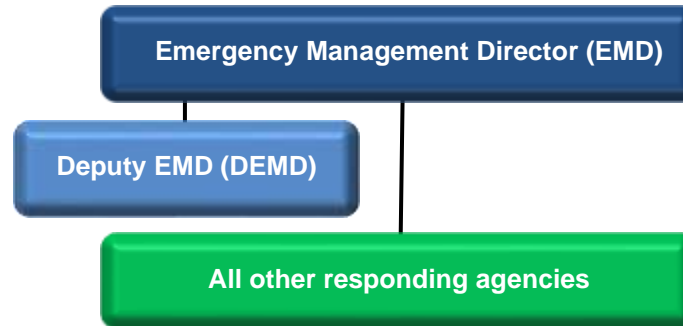 Emergency Management Director (EMD)
Deputy EMD (DEMD)
All other responding agencies